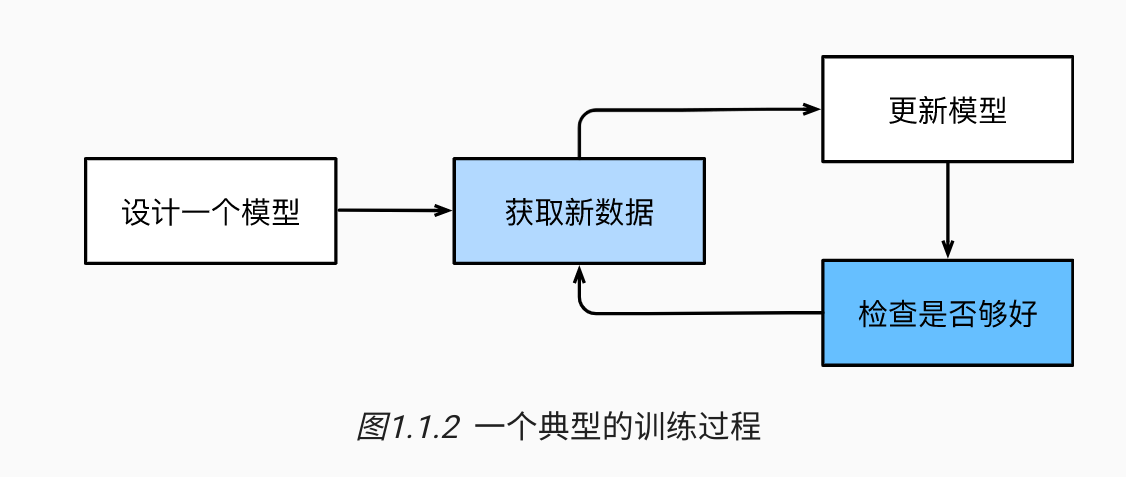 更新模型
设计一个模型
获取新数据
检查是否够好
图1.1.2 一个典型的训练过程